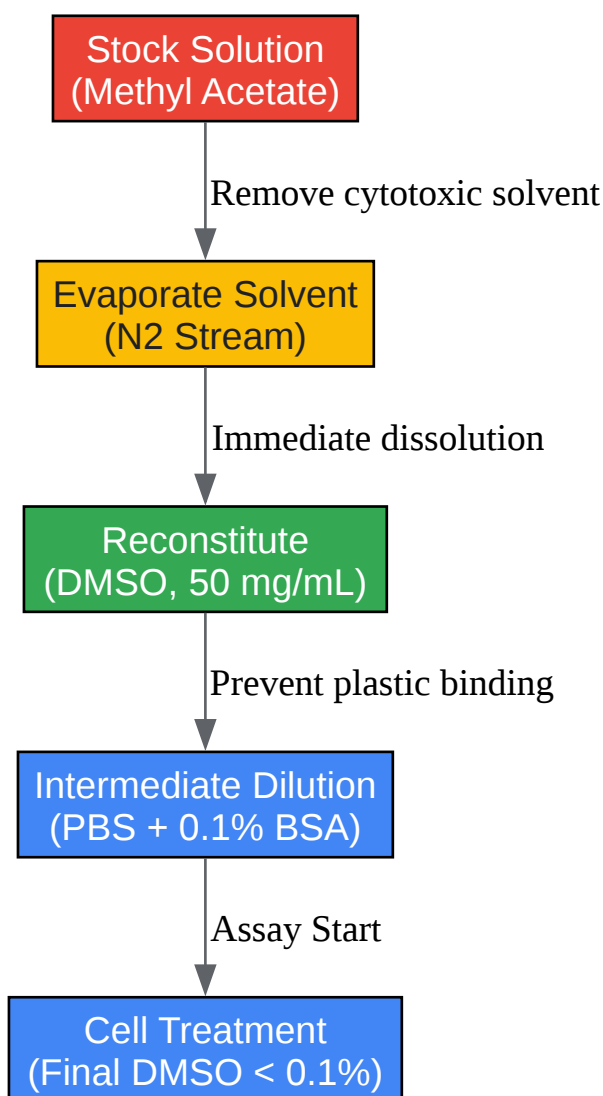 Stock Solution
(Methyl Acetate)
Remove cytotoxic solvent
Evaporate Solvent
(N2 Stream)
Immediate dissolution
Reconstitute
(DMSO, 50 mg/mL)
Prevent plastic binding
Intermediate Dilution
(PBS + 0.1% BSA)
Assay Start
Cell Treatment
(Final DMSO < 0.1%)